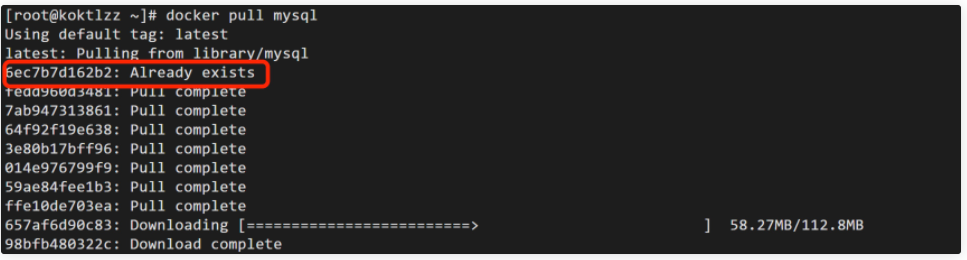 [root@koktlzz ~]# docker pull mysql
Using default tag: latest
latest: Pulling from library/mysql
6ec7b7d162b2: Already exists
fedd960d3481: Pull complete
7ab947313861: Pull complete
64f92f19e638: Pull complete
3e80b17bff96: Pull complete
014e976799f9: Pull complete
59ae84fee1b3: Pull complete
ffe10de703ea: Pull complete
657af6d90c83: Downloading [=========================> ] 58.27MB/112.8MB
98bfb480322c: Download complete